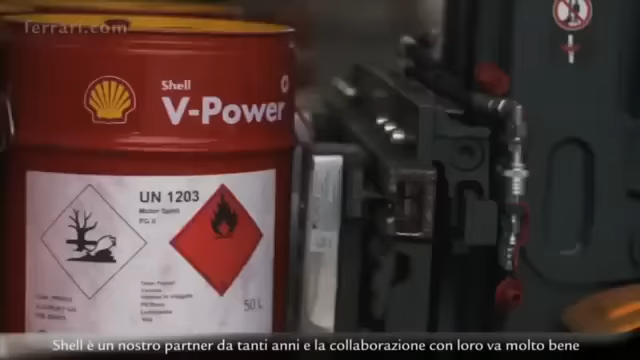 ferrari.com
Shell
V-Power
UN 1203
Motor Spirit
PG II
50 L
Shell è un nostro partner da tanti anni e la collaborazione con loro va molto bene